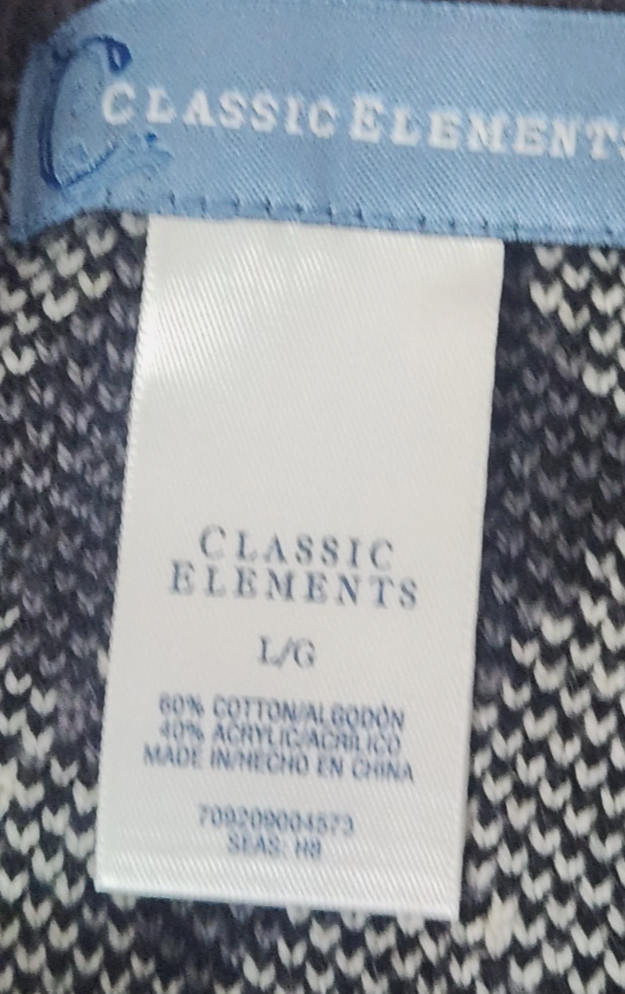 CLASSIC ELEMENTS
CLASSIC
ELEMENTS
L/G
60% COTTON/ALGODÓN
40% ACRYLIC/ACRILICO
MADE IN/HECHO EN CHINA
709209004573
SEAS: H8